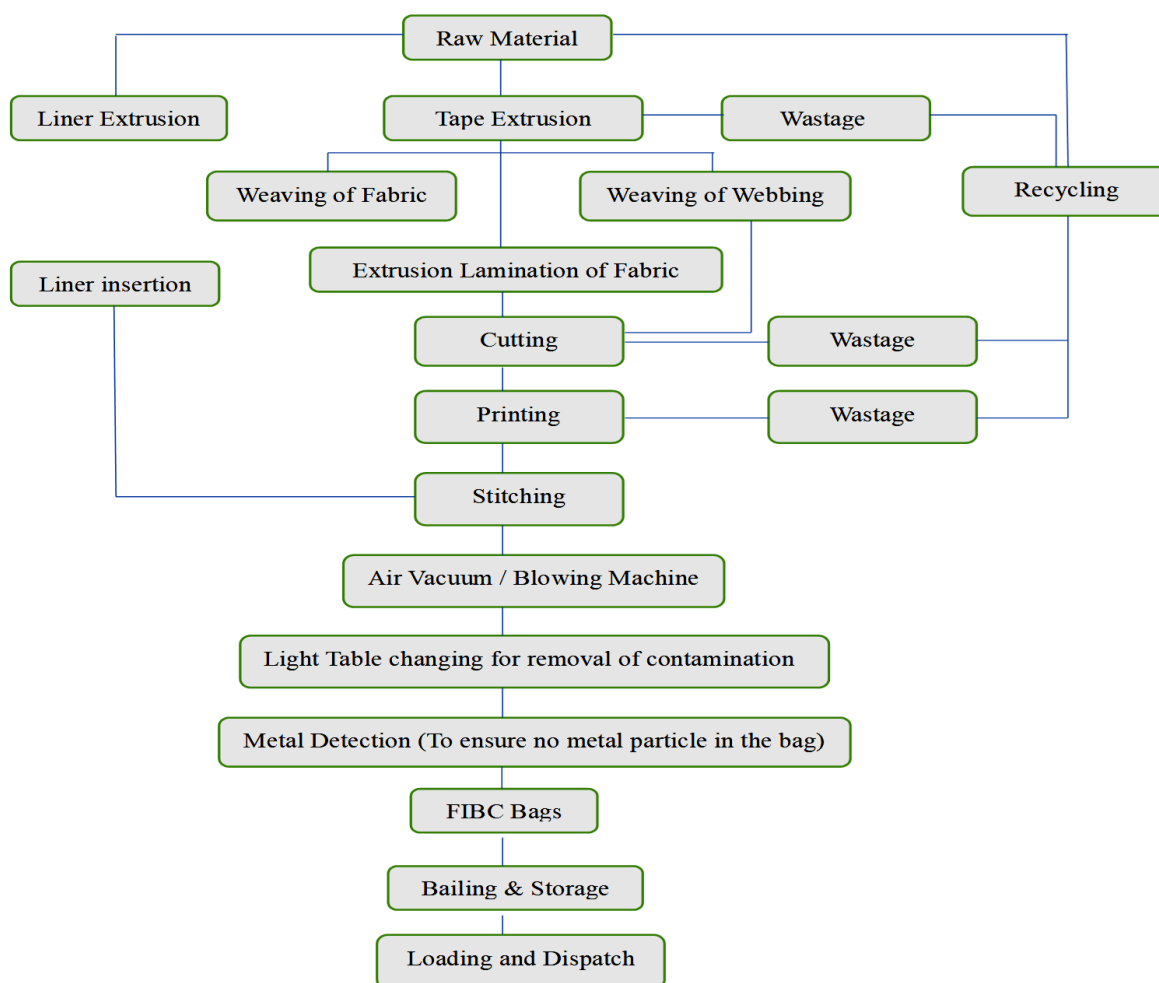 Raw Material
Liner Extrusion
Tape Extrusion
Wastage
Weaving of Fabric
Weaving of Webbing
Recycling
Extrusion Lamination of Fabric
Liner insertion
Cutting
Wastage
Printing
Wastage
Stitching
Air Vacuum / Blowing Machine
Light Table changing for removal of contamination
Metal Detection (To ensure no metal particle in the bag)
FIBC Bags
Bailing & Storage
Loading and Dispatch